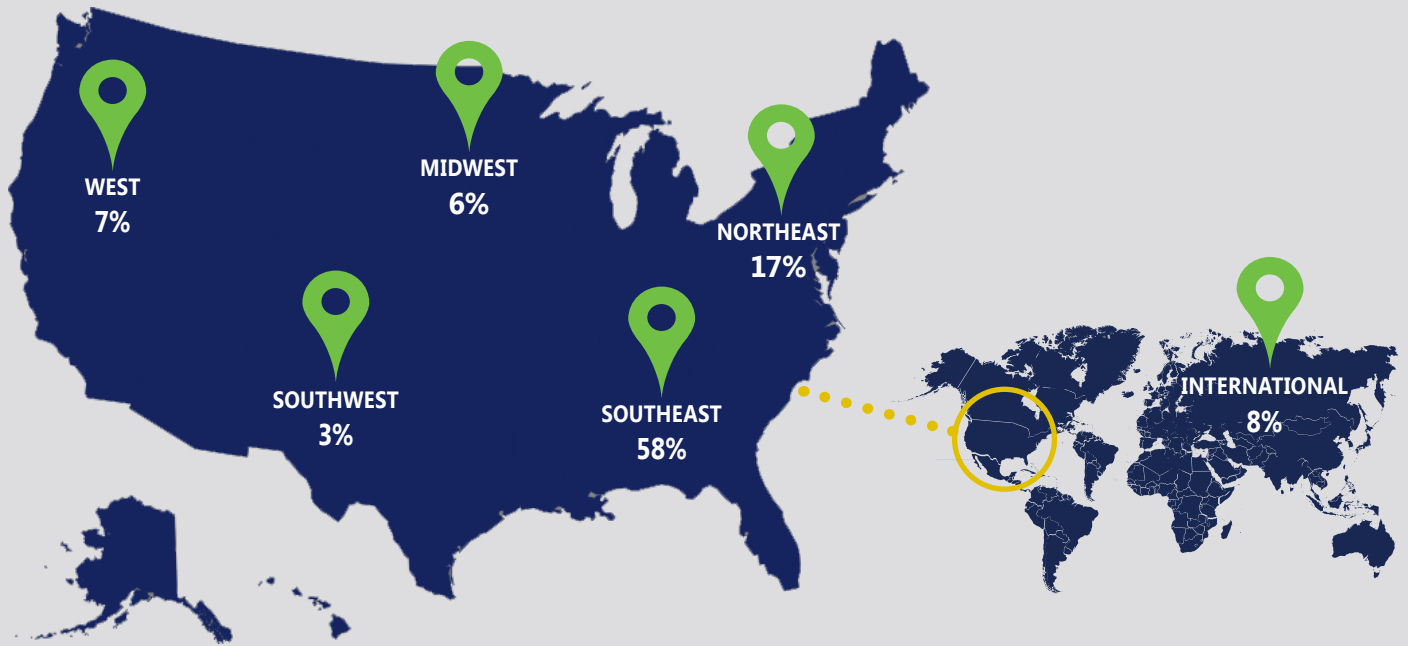 WEST
7%
MIDWEST
6%
NORTHEAST
17%
SOUTHWEST
3%
SOUTHEAST
58%
INTERNATIONAL
8%